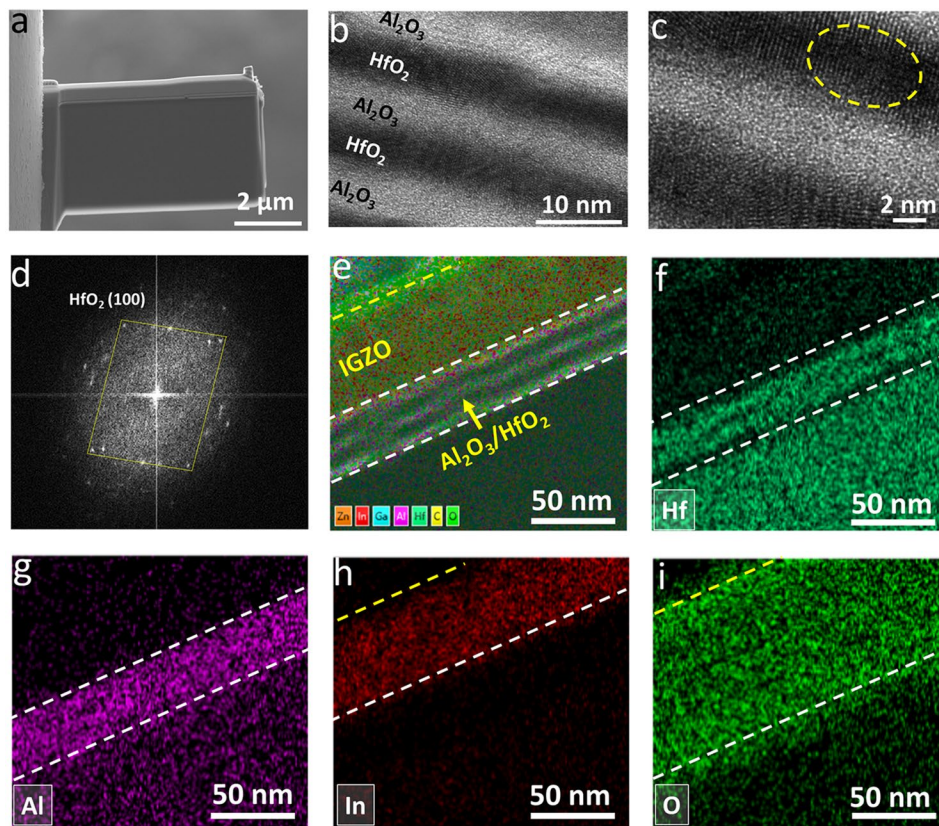 a
2 μm
b
Al₂O₃
HfO₂
Al₂O₃
HfO₂
Al₂O₃
10 nm
c
2 nm
d
HfO₂ (100)
e
IGZO
Al₂O₃/HfO₂
Zn In Ga Al Hf C O
50 nm
f
Hf
50 nm
g
Al
50 nm
h
In
50 nm
i
O
50 nm